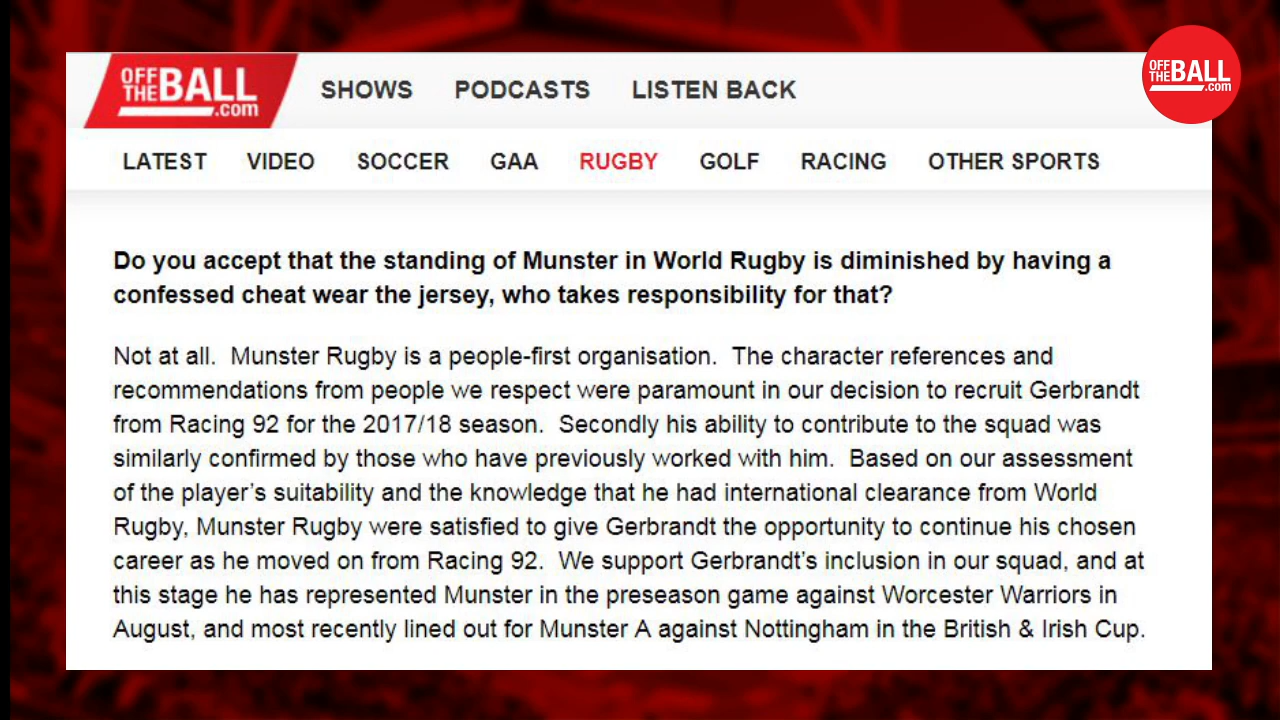 OFF THE BALL .com
SHOWS PODCASTS LISTEN BACK
OFF THE BALL .com
LATEST VIDEO SOCCER GAA RUGBY GOLF RACING OTHER SPORTS
Do you accept that the standing of Munster in World Rugby is diminished by having a
confessed cheat wear the jersey, who takes responsibility for that?
Not at all.  Munster Rugby is a people-first organisation.  The character references and
recommendations from people we respect were paramount in our decision to recruit Gerbrandt
from Racing 92 for the 2017/18 season.  Secondly his ability to contribute to the squad was
similarly confirmed by those who have previously worked with him.  Based on our assessment
of the player's suitability and the knowledge that he had international clearance from World
Rugby, Munster Rugby were satisfied to give Gerbrandt the opportunity to continue his chosen
career as he moved on from Racing 92.  We support Gerbrandt's inclusion in our squad, and at
this stage he has represented Munster in the preseason game against Worcester Warriors in
August, and most recently lined out for Munster A against Nottingham in the British & Irish Cup.